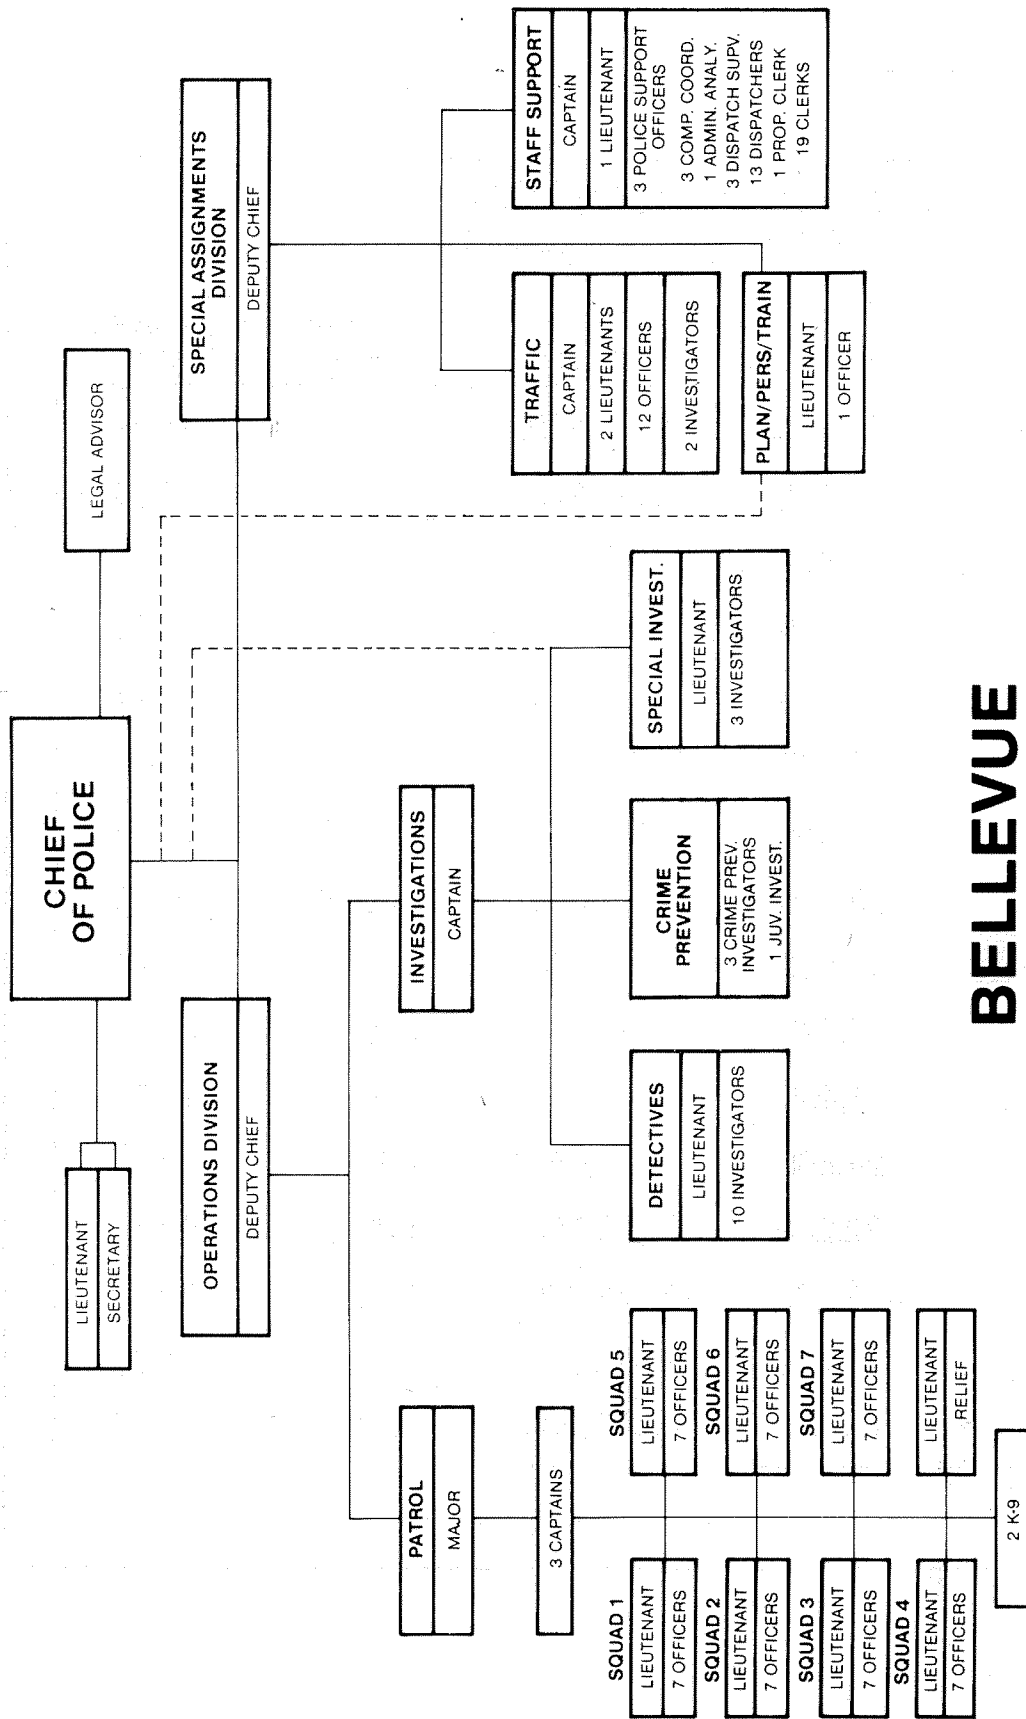 CHIEF
OF POLICE
LIEUTENANT
SECRETARY
LEGAL ADVISOR
OPERATIONS DIVISION
DEPUTY CHIEF
SPECIAL ASSIGNMENTS
DIVISION
DEPUTY CHIEF
PATROL
MAJOR
3 CAPTAINS
SQUAD 1
LIEUTENANT
7 OFFICERS
SQUAD 2
LIEUTENANT
7 OFFICERS
SQUAD 3
LIEUTENANT
7 OFFICERS
SQUAD 4
LIEUTENANT
7 OFFICERS
SQUAD 5
LIEUTENANT
7 OFFICERS
SQUAD 6
LIEUTENANT
7 OFFICERS
SQUAD 7
LIEUTENANT
7 OFFICERS
LIEUTENANT
RELIEF
2 K-9
INVESTIGATIONS
CAPTAIN
DETECTIVES
LIEUTENANT
10 INVESTIGATORS
CRIME
PREVENTION
3 CRIME PREV.
INVESTIGATORS
1 JUV. INVEST.
SPECIAL INVEST.
LIEUTENANT
3 INVESTIGATORS
TRAFFIC
CAPTAIN
2 LIEUTENANTS
12 OFFICERS
2 INVESTIGATORS
PLAN/PERS/TRAIN
LIEUTENANT
1 OFFICER
STAFF SUPPORT
CAPTAIN
1 LIEUTENANT
3 POLICE SUPPORT
OFFICERS
3 COMP. COORD.
1 ADMIN. ANALY.
3 DISPATCH SUPV.
13 DISPATCHERS
1 PROP. CLERK
19 CLERKS
BELLEVUE